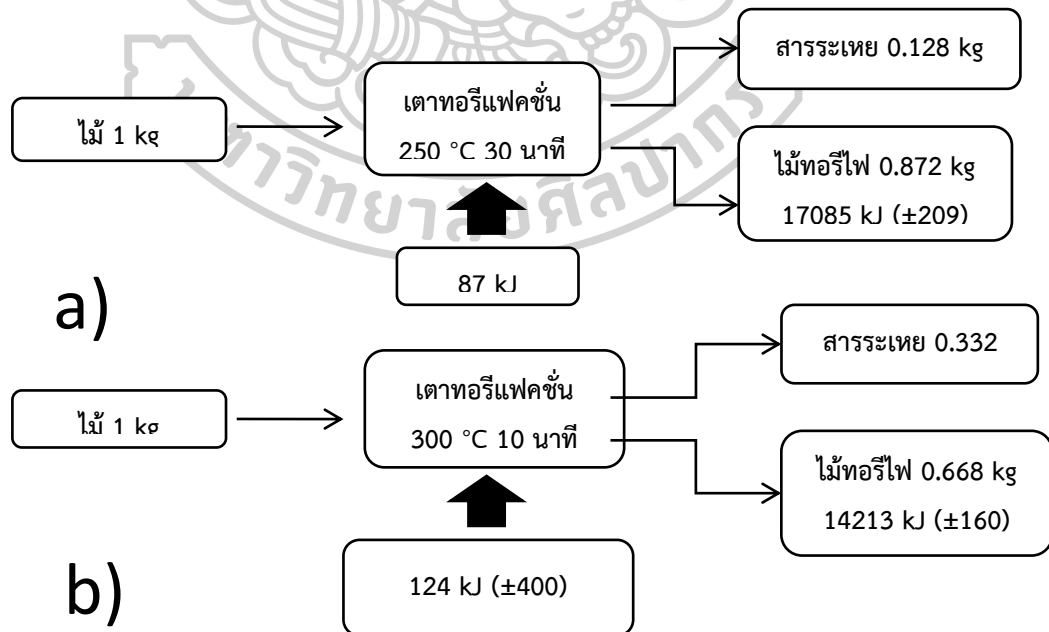 ไม้ 1 kg
เตาทอรีแฟคชั่น
250 °C 30 นาที
สารระเหย 0.128 kg
ไม้ทอรีไฟ 0.872 kg
17085 kJ (±209)
87 kJ
a)
ไม้ 1 kg
เตาทอรีแฟคชั่น
300 °C 10 นาที
สารระเหย 0.332
ไม้ทอรีไฟ 0.668 kg
14213 kJ (±160)
124 kJ (±400)
b)